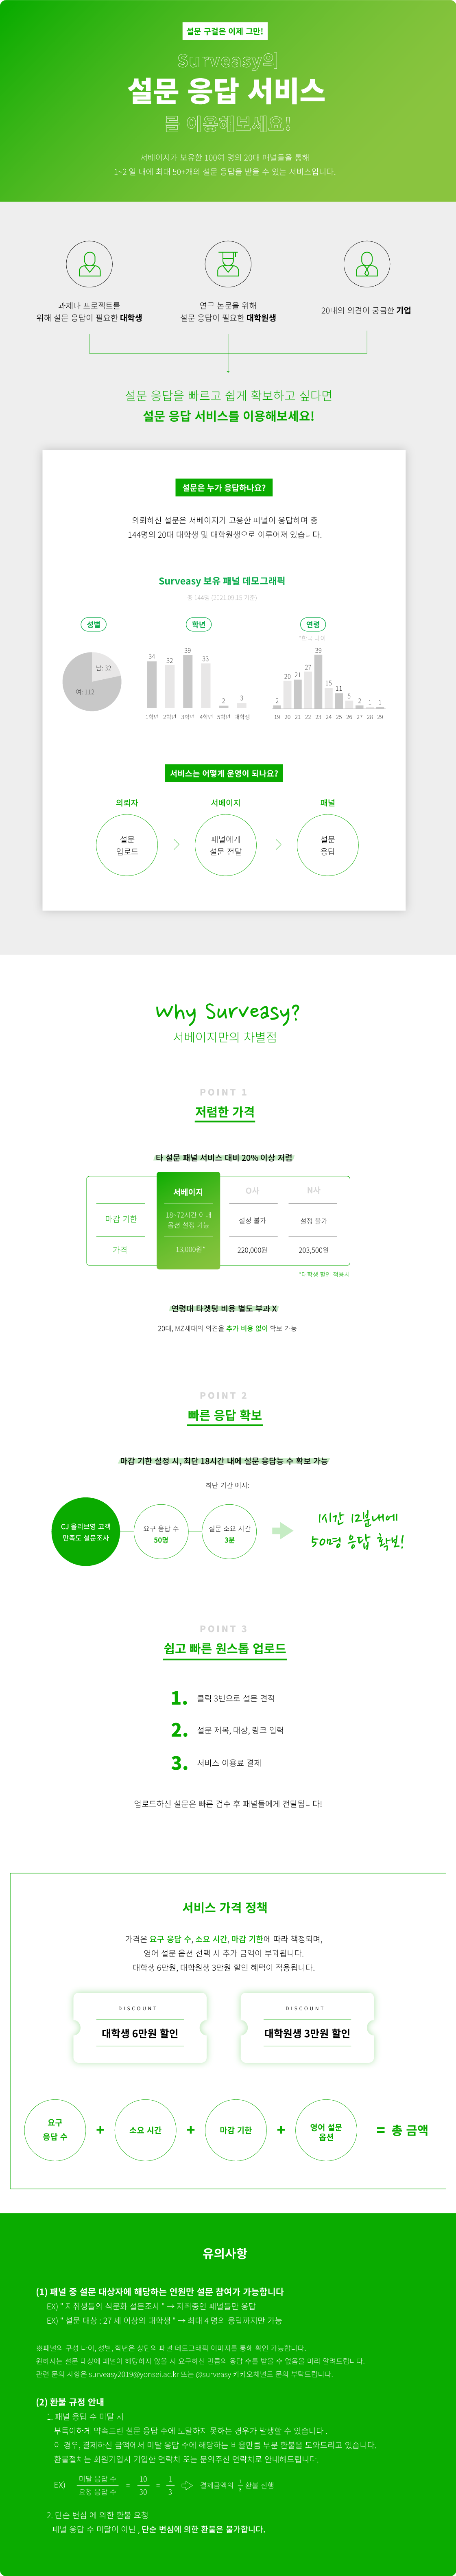 설문 구걸은 이제 그만!
Surveasy의
설문 응답 서비스
를 이용해보세요!
서베이지가 보유한 100여 명의 20대 패널들을 통해
1~2 일 내에 최대 50+개의 설문 응답을 받을 수 있는 서비스입니다.
과제나 프로젝트를
위해 설문 응답이 필요한 대학생
연구 논문을 위해
설문 응답이 필요한 대학원생
20대의 의견이 궁금한 기업
설문 응답을 빠르고 쉽게 확보하고 싶다면
설문 응답 서비스를 이용해보세요!
설문은 누가 응답하나요?
의뢰하신 설문은 서베이지가 고용한 패널이 응답하며 총
144명의 20대 대학생 및 대학원생으로 이루어져 있습니다.
Surveasy 보유 패널 데모그래픽
총 144명 (2021.09.15 기준)
성별
남: 32
여: 112
학년
34 32 39 33 2 3
1학년 2학년 3학년 4학년 5학년 대학생
연령
*한국 나이
2 20 21 27 39 15 11 5 2 1 1
19 20 21 22 23 24 25 26 27 28 29
서비스는 어떻게 운영이 되나요?
의뢰자 서베이지 패널
설문
업로드
패널에게
설문 전달
설문
응답
Why Surveasy?
서베이지만의 차별점
POINT 1
저렴한 가격
타 설문 패널 서비스 대비 20% 이상 저렴
서베이지 O사 N사
마감 기한 18~72시간 이내
옵션 설정 가능 설정 불가 설정 불가
가격 13,000원* 220,000원 203,500원
*대학생 할인 적용시
연령대 타겟팅 비용 별도 부과 X
20대, MZ세대의 의견을 추가 비용 없이 확보 가능
POINT 2
빠른 응답 확보
마감 기한 설정 시, 최단 18시간 내에 설문 응답능 수 확보 가능
최단 기간 예시:
CJ 올리브영 고객
만족도 설문조사
요구 응답 수
50명
설문 소요 시간
3분
1시간 12분내에
50명 응답 확보!
POINT 3
쉽고 빠른 원스톱 업로드
1. 클릭 3번으로 설문 견적
2. 설문 제목, 대상, 링크 입력
3. 서비스 이용료 결제
업로드하신 설문은 빠른 검수 후 패널들에게 전달됩니다!
서비스 가격 정책
가격은 요구 응답 수, 소요 시간, 마감 기한에 따라 책정되며,
영어 설문 옵션 선택 시 추가 금액이 부과됩니다.
대학생 6만원, 대학원생 3만원 할인 혜택이 적용됩니다.
DISCOUNT
대학생 6만원 할인
DISCOUNT
대학원생 3만원 할인
요구
응답 수
+
소요 시간
+
마감 기한
+
영어 설문
옵션
= 총 금액
유의사항
(1) 패널 중 설문 대상자에 해당하는 인원만 설문 참여가 가능합니다
EX) " 자취생들의 식문화 설문조사 " → 자취중인 패널들만 응답
EX) " 설문 대상 : 27 세 이상의 대학생 " → 최대 4 명의 응답까지만 가능
※패널의 구성 나이, 성별, 학년은 상단의 패널 데모그래픽 이미지를 통해 확인 가능합니다.
원하시는 설문 대상에 패널이 해당하지 않을 시 요구하신 만큼의 응답 수를 받을 수 없음을 미리 알려드립니다.
관련 문의 사항은 surveasy2019@yonsei.ac.kr 또는 @surveasy 카카오채널로 문의 부탁드립니다.
(2) 환불 규정 안내
1. 패널 응답 수 미달 시
부득이하게 약속드린 설문 응답 수에 도달하지 못하는 경우가 발생할 수 있습니다 .
이 경우, 결제하신 금액에서 미달 응답 수에 해당하는 비율만큼 부분 환불을 도와드리고 있습니다.
환불절차는 회원가입시 기입한 연락처 또는 문의주신 연락처로 안내해드립니다.
EX) 미달 응답 수 / 요청 응답 수 = 10 / 30 = 1 / 3 ⇨ 결제금액의 1/3 환불 진행
2. 단순 변심 에 의한 환불 요청
패널 응답 수 미달이 아닌 , 단순 변심에 의한 환불은 불가합니다.